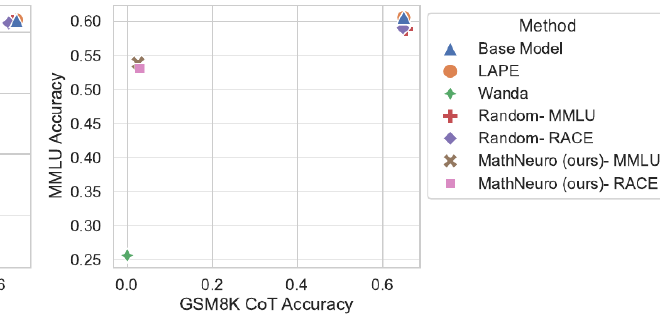 0.60
0.55
0.50
0.45
0.40
0.35
0.30
0.25
MMLU Accuracy
0.0 0.2 0.4 0.6
GSM8K CoT Accuracy
6
Method
Base Model
LAPE
Wanda
Random- MMLU
Random- RACE
MathNeuro (ours)- MMLU
MathNeuro (ours)- RACE